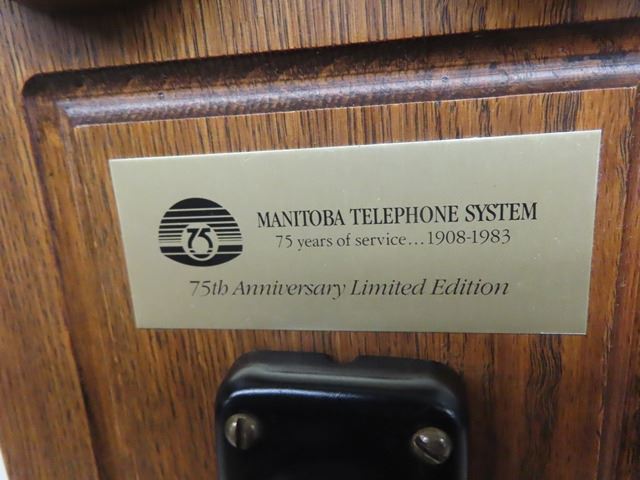 75
MANITOBA TELEPHONE SYSTEM
75 years of service...1908-1983
75th Anniversary Limited Edition